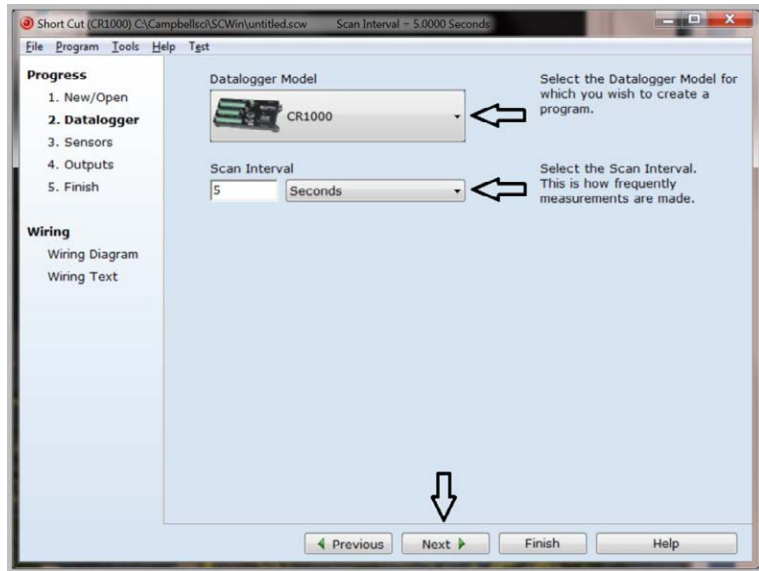 Short Cut (CR1000) C:\Campbellsci\SCWin\untitled.scw Scan Interval = 5.0000 Seconds
File Program Tools Help Test
Progress
1. New/Open
2. Datalogger
3. Sensors
4. Outputs
5. Finish
Wiring
Wiring Diagram
Wiring Text
Datalogger Model
CR1000
Select the Datalogger Model for
which you wish to create a
program.
Scan Interval
5 Seconds
Select the Scan Interval.
This is how frequently
measurements are made.
Previous Next Finish Help